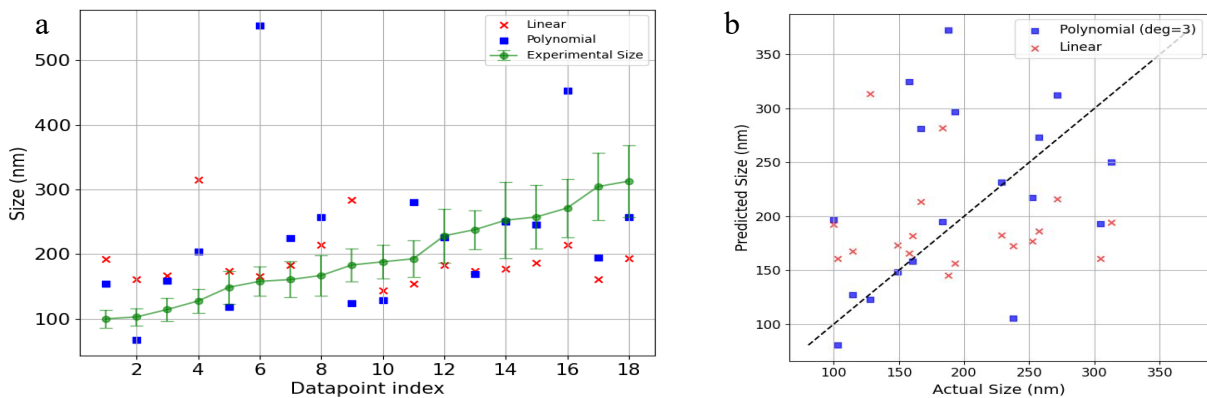 a
Size (nm)
500
400
300
200
100
2 4 6 8 10 12 14 16 18
Datapoint index
Linear
Polynomial
Experimental Size
b
Predicted Size (nm)
350
300
250
200
150
100
100 150 200 250 300 350
Actual Size (nm)
Polynomial (deg=3)
Linear